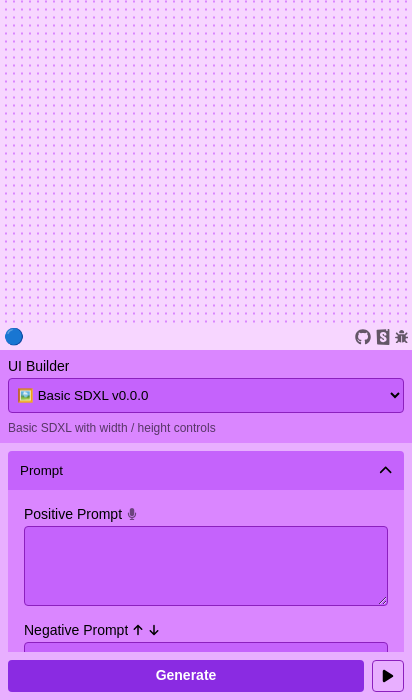 UI Builder
🖼️ Basic SDXL v0.0.0
Basic SDXL with width / height controls
Prompt
Positive Prompt
Negative Prompt
Generate